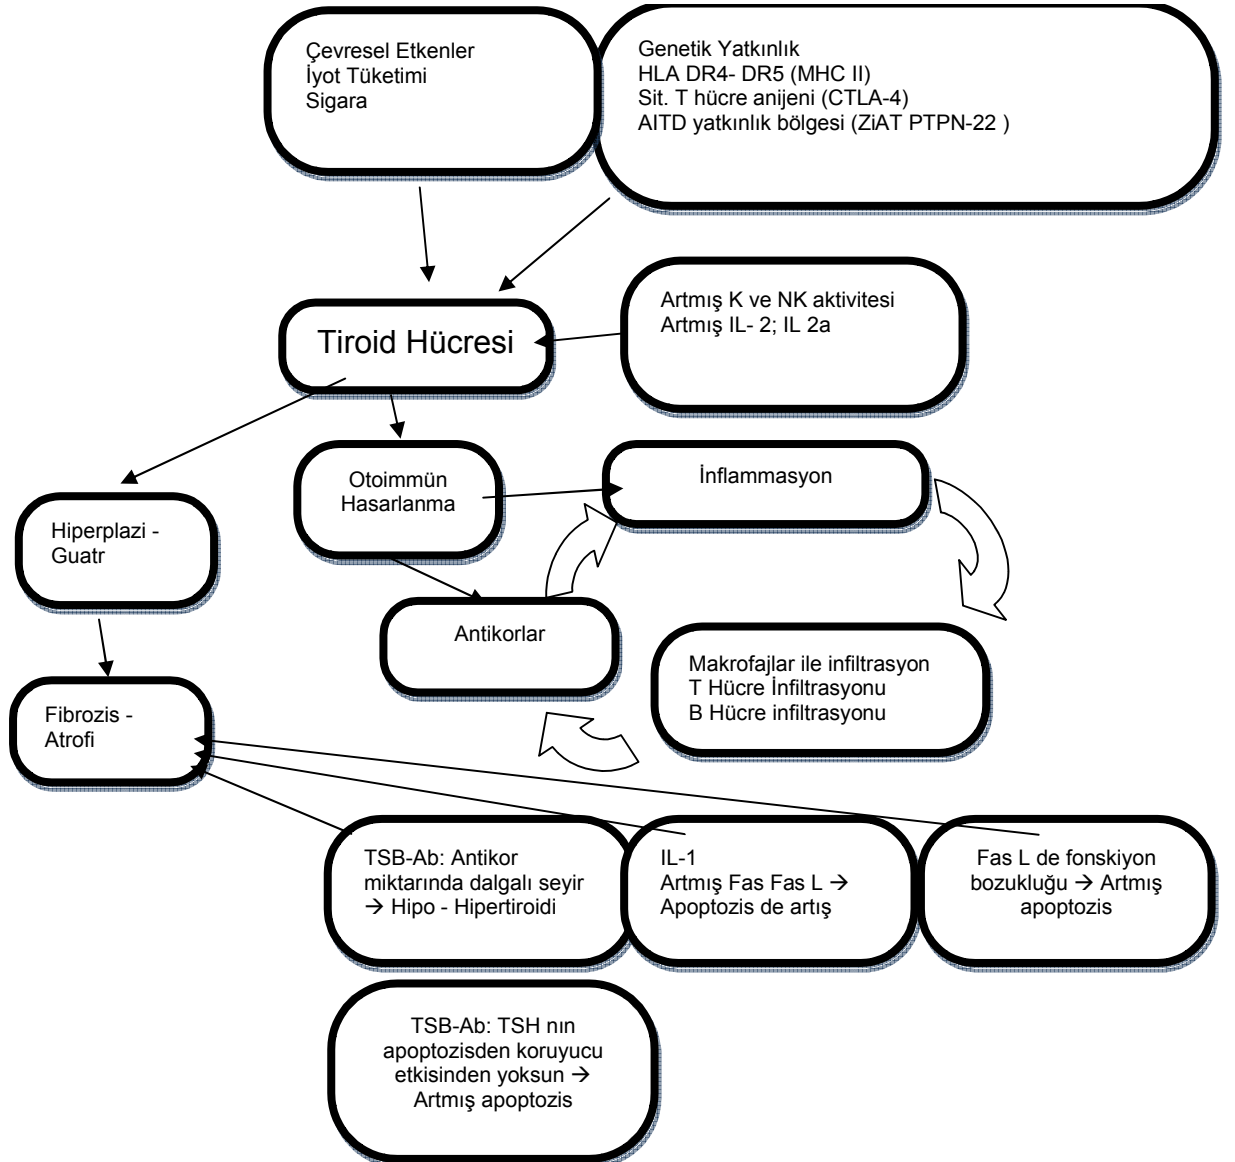 Çevresel Etkenler
İyot Tüketimi
Sigara
Genetik Yatkınlık
HLA DR4- DR5 (MHC II)
Sit. T hücre anijeni (CTLA-4)
AITD yatkınlık bölgesi (ZiAT PTPN-22 )
Artmış K ve NK aktivitesi
Artmış IL- 2; IL 2a
Tiroid Hücresi
Otoimmün
Hasarlanma
İnflammasyon
Hiperplazi -
Guatr
Antikorlar
Makrofajlar ile infiltrasyon
T Hücre İnfiltrasyonu
B Hücre infiltrasyonu
Fibrozis -
Atrofi
TSB-Ab: Antikor
miktarında dalgalı seyir
→ Hipo - Hipertiroidi
IL-1
Artmış Fas Fas L →
Apoptozis de artış
Fas L de fonskiyon
bozukluğu → Artmış
apoptozis
TSB-Ab: TSH nın
apoptozisden koruyucu
etkisinden yoksun →
Artmış apoptozis